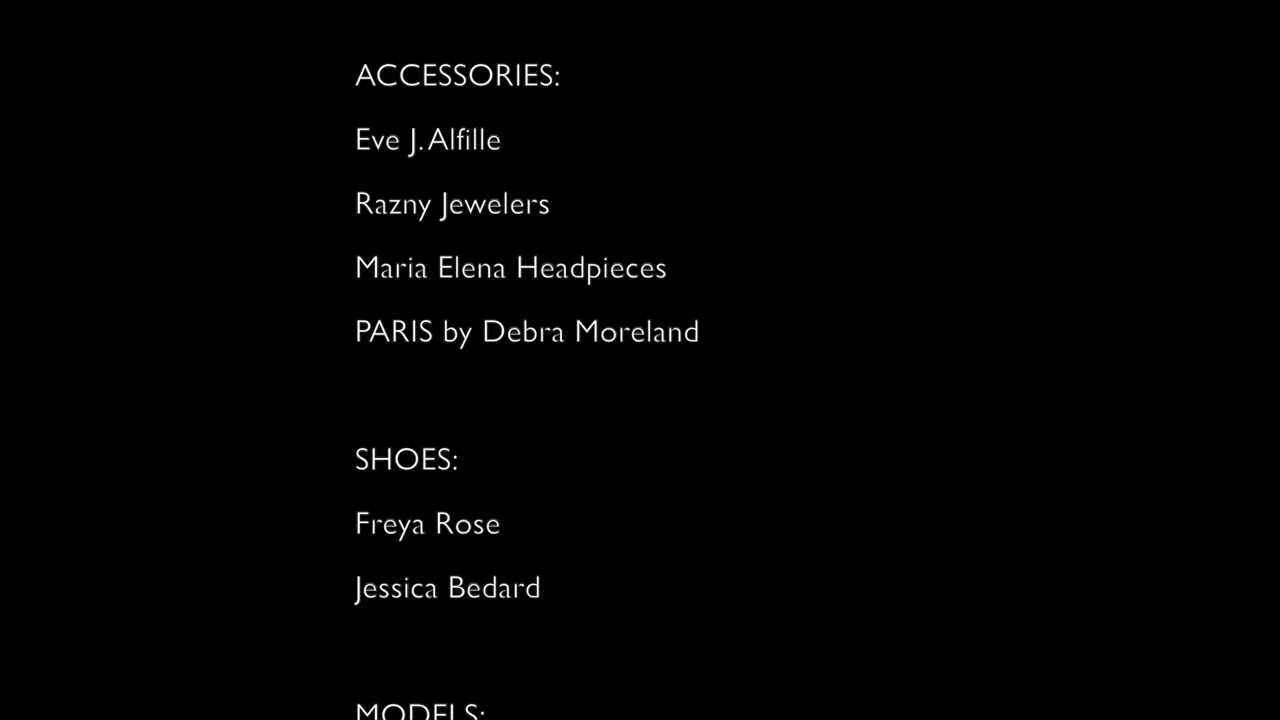 ACCESSORIES:
Eve J. Alfille
Razny Jewelers
Maria Elena Headpieces
PARIS by Debra Moreland
SHOES:
Freya Rose
Jessica Bedard
MODELS: